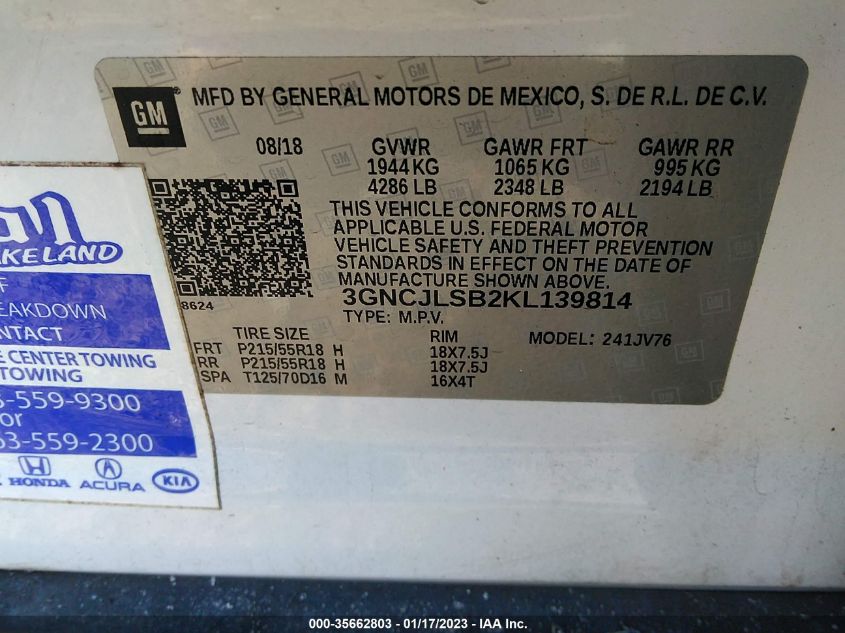 GM MFD BY GENERAL MOTORS DE MEXICO, S. DE R.L. DE C.V.
08/18 GVWR GAWR FRT GAWR RR
1944 KG 1065 KG 995 KG
4286 LB 2348 LB 2194 LB
THIS VEHICLE CONFORMS TO ALL
APPLICABLE U.S. FEDERAL MOTOR
VEHICLE SAFETY AND THEFT PREVENTION
STANDARDS IN EFFECT ON THE DATE OF
MANUFACTURE SHOWN ABOVE.
8624 3GNCJLSB2KL139814
TYPE: M.P.V.
TIRE SIZE RIM MODEL: 241JV76
FRT P215/55R18 H 18X7.5J
RR P215/55R18 H 18X7.5J
SPA T125/70D16 M 16X4T
AKELAND
EAKDOWN
ONTACT
E CENTER TOWING
TOWING
3-559-9300
or
63-559-2300
HONDA ACURA KIA
000-35662803 - 01/17/2023 - 1 OF 1